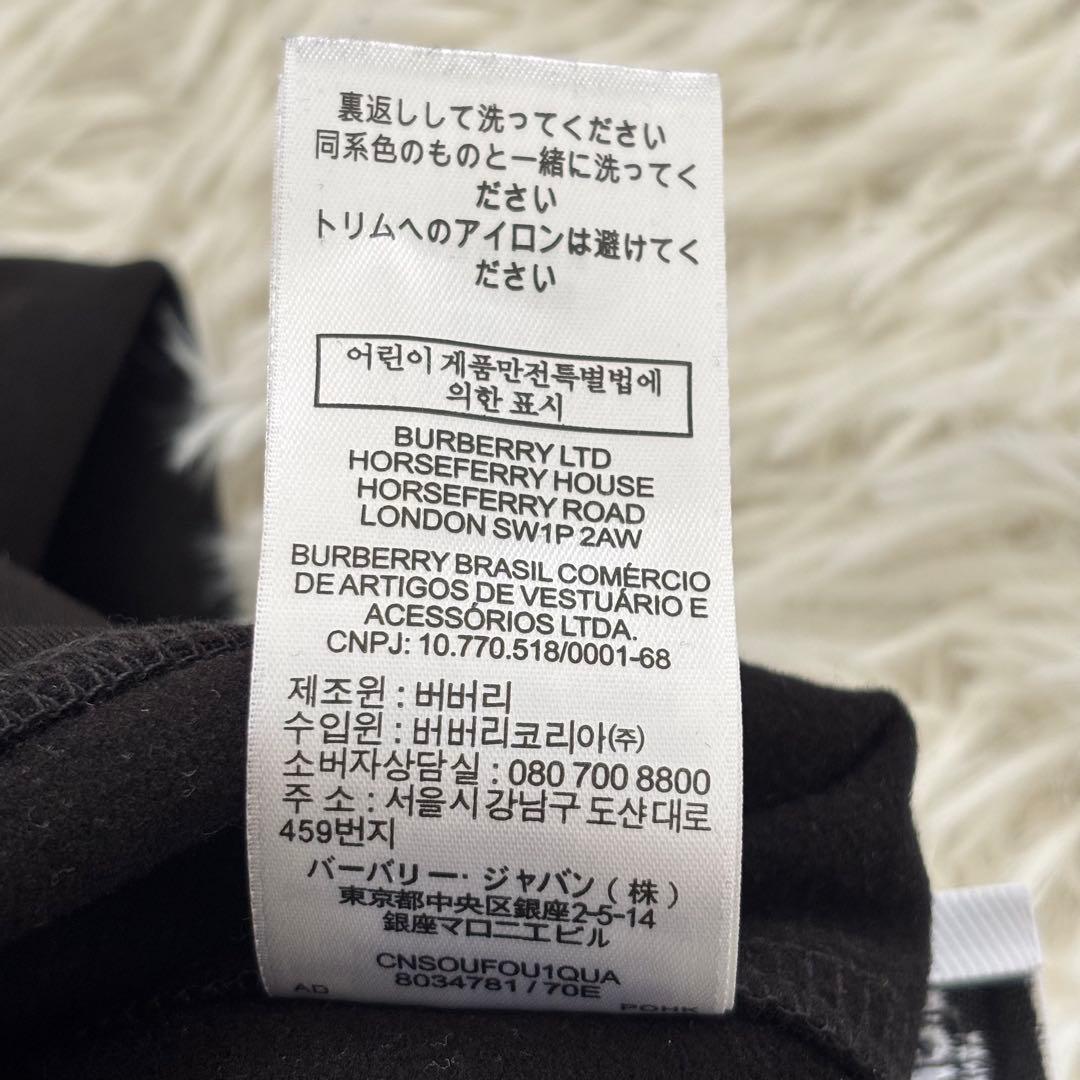 裏返しして洗ってください
同系色のものと一緒に洗ってく
ださい
トリムへのアイロンは避けてく
ださい
어린이 게품만전특별법에
의한 표시
BURBERRY LTD
HORSEFERRY HOUSE
HORSEFERRY ROAD
LONDON SW1P 2AW
BURBERRY BRASIL COMÉRCIO
DE ARTIGOS DE VESTUÁRIO E
ACESSÓRIOS LTDA.
CNPJ: 10.770.518/0001-68
제조윈 : 버버리
수입윈 : 버버리코리아㈜
소버자상담실 : 080 700 8800
주 소 : 서울시강남구 도샨대로
459번지
バーバリー・ジャバン(株)
東京都中央区銀座2-5-14
銀座マロニエビル
CNSOUFOU1QUA
8034781 / 70E
AD